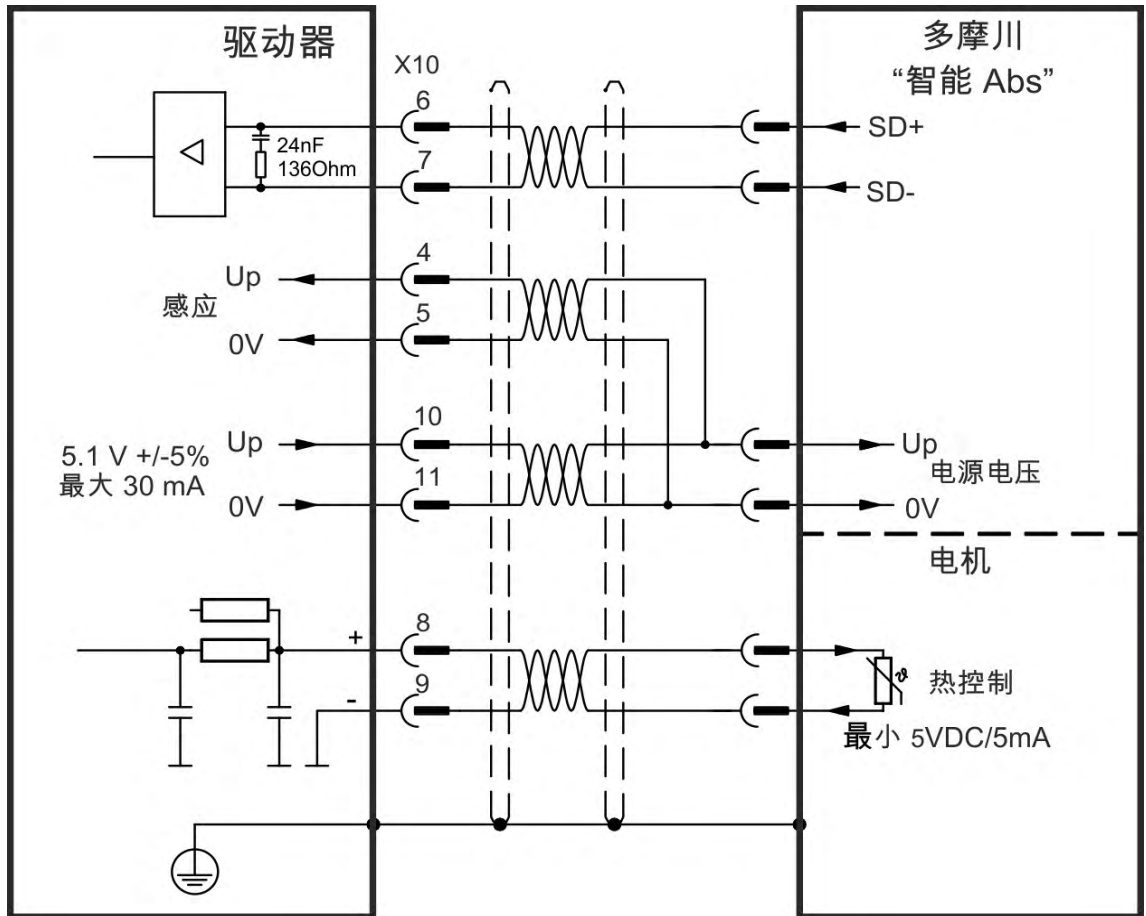 驱动器
多摩川
“智能 Abs”
X10
6
SD+
24nF
136Ohm
7
SD-
4
Up
感应
5
0V
10
5.1 V +/-5%
最大 30 mA
Up
Up
电源电压
11
0V
0V
电机
8
+
9
-
ϑ
热控制
最小 5VDC/5mA